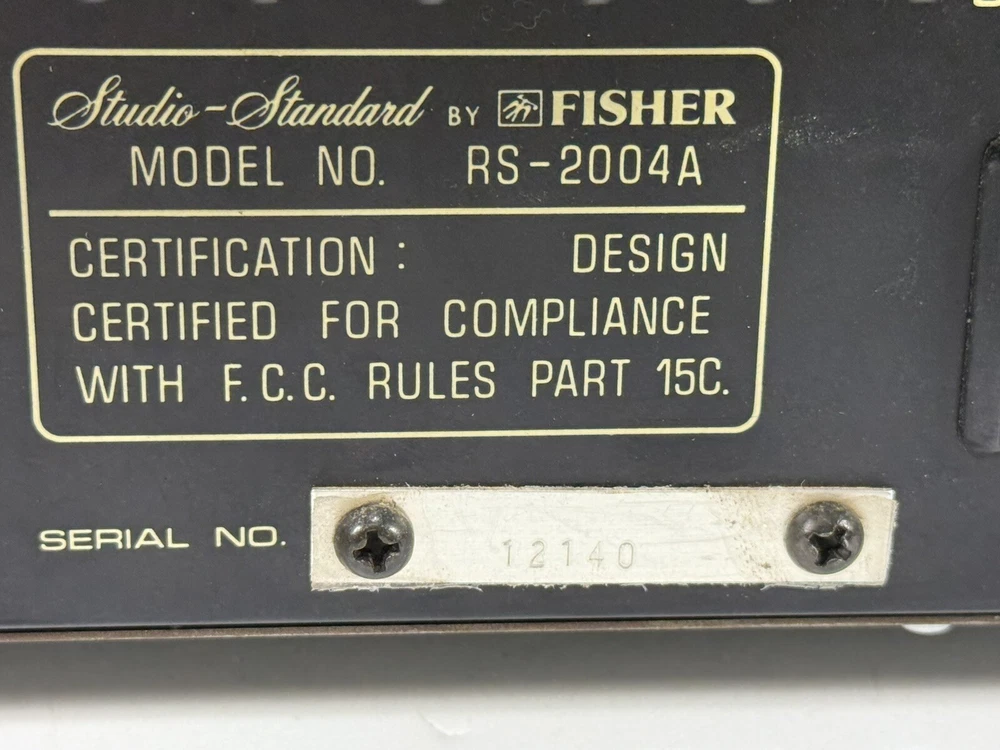 Studio-Standard BY FISHER
MODEL NO. RS-2004A
CERTIFICATION : DESIGN
CERTIFIED FOR COMPLIANCE
WITH F.C.C. RULES PART 15C.
SERIAL NO. 12140